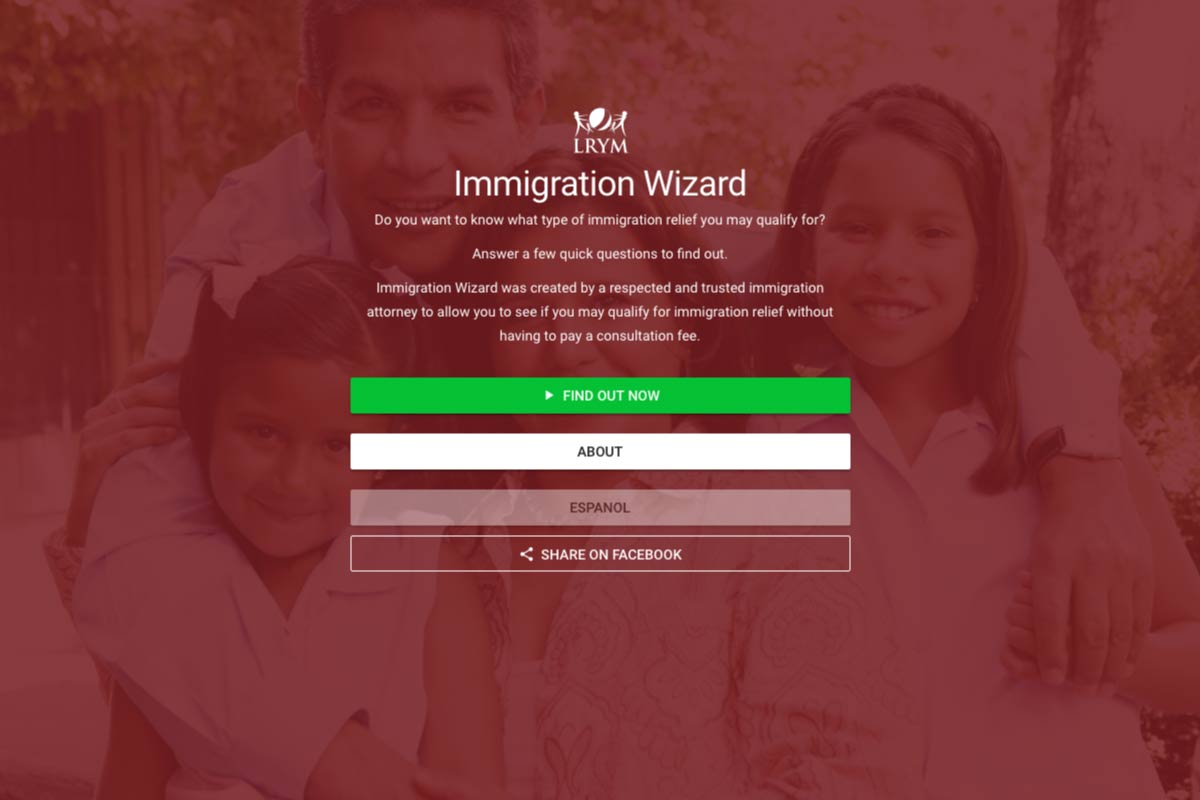 LRYM
Immigration Wizard
Do you want to know what type of immigration relief you may qualify for?
Answer a few quick questions to find out.
Immigration Wizard was created by a respected and trusted immigration
attorney to allow you to see if you may qualify for immigration relief without
having to pay a consultation fee.
FIND OUT NOW
ABOUT
ESPANOL
SHARE ON FACEBOOK